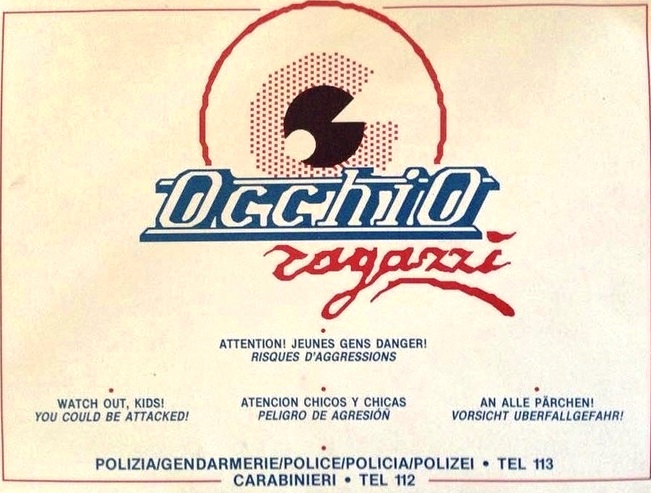 Occhio
ragazzi
ATTENTION! JEUNES GENS DANGER!
RISQUES D'AGGRESSIONS
WATCH OUT, KIDS!
YOU COULD BE ATTACKED!
ATENCION CHICOS Y CHICAS
PELIGRO DE AGRESIÓÑ
AN ALLE PÄRCHEN!
VORSICHT UBERFALLGEFAHR!
POLIZIA/GENDARMERIE/POLICE/POLICIA/POLIZEI • TEL 113
CARABINIERI • TEL 112